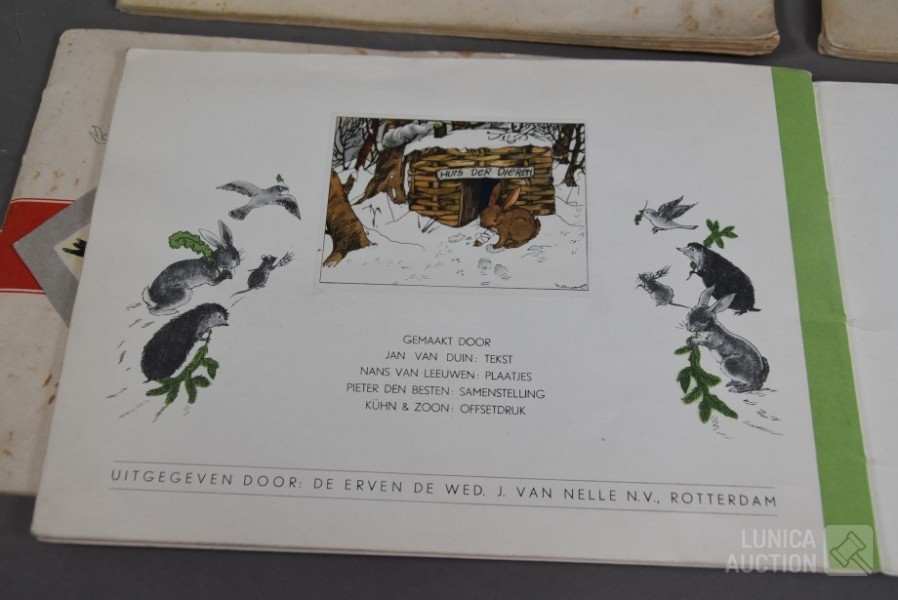 HUIS DER DIEREN
GEMAAKT DOOR
JAN VAN DUIN: TEKST
NANS VAN LEEUWEN: PLAATJES
PIETER DEN BESTEN: SAMENSTELLING
KÜHN & ZOON: OFFSETDRUK
UITGEGEVEN DOOR: DE ERVEN DE WED. J. VAN NELLE N.V., ROTTERDAM
LUNICA
AUCTION